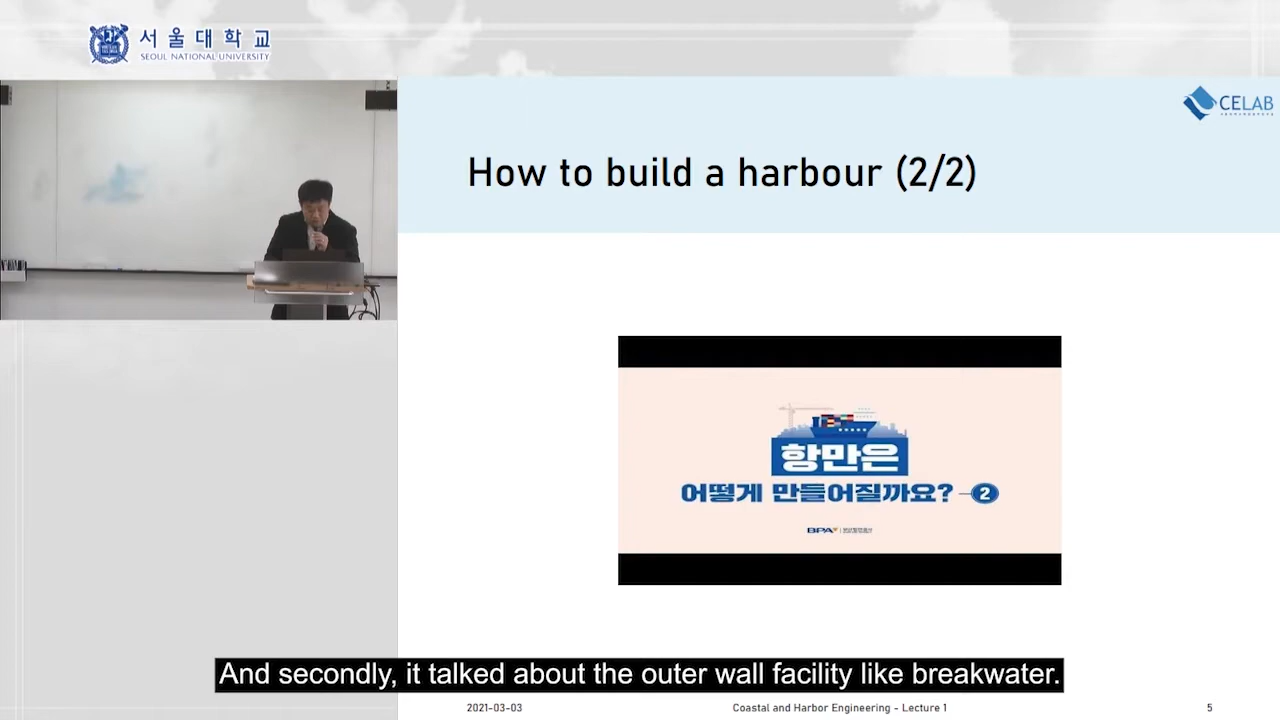 서울대학교
SEOUL NATIONAL UNIVERSITY
CELAB
How to build a harbour (2/2)
항만은
어떻게 만들어질까요? 2
BPA
And secondly, it talked about the outer wall facility like breakwater.
2021-03-03 Coastal and Harbor Engineering - Lecture 1 5